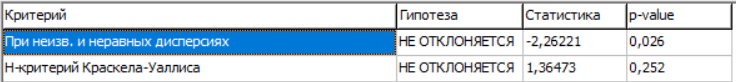 Критерий Гипотеза Статистика p-value
При неизв. и неравных дисперсиях НЕ ОТКЛОНЯЕТСЯ -2,26221 0,026
Н-критерий Краскела-Уаллиса НЕ ОТКЛОНЯЕТСЯ 1,36473 0,252